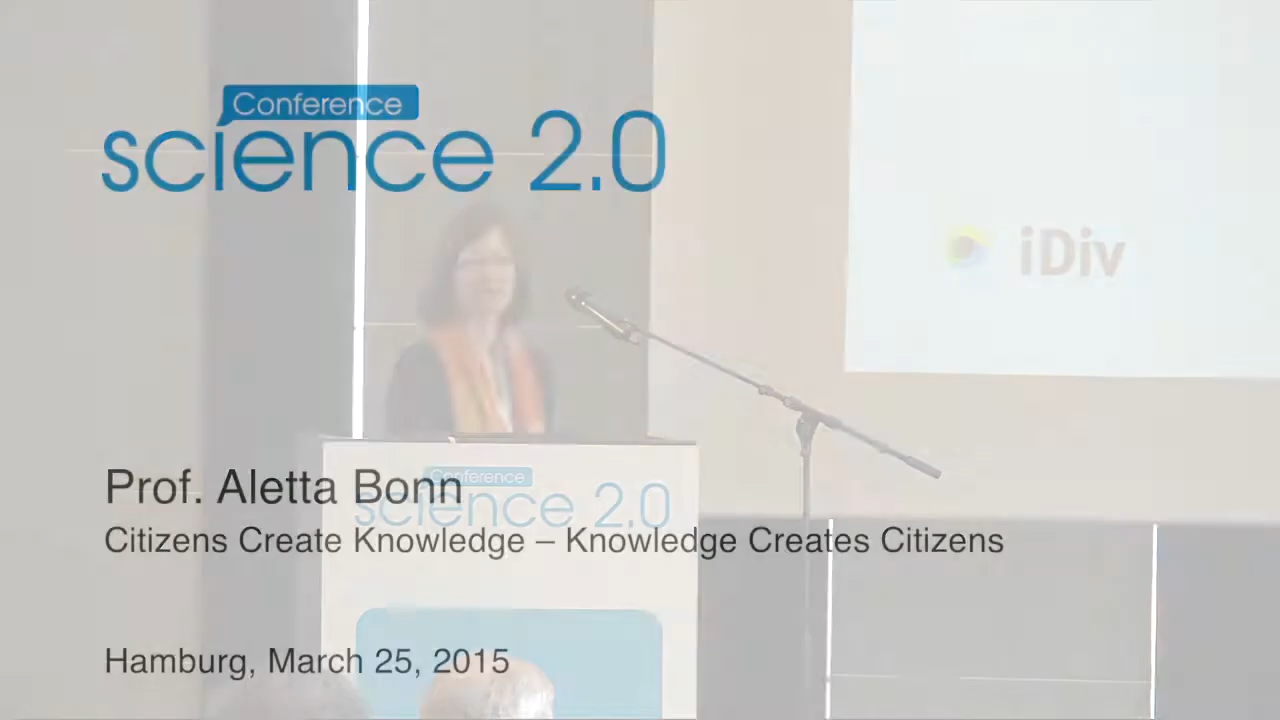 Conference
science 2.0
iDiv
Prof. Aletta Bonn
Conference
science 2.0
Citizens Create Knowledge – Knowledge Creates Citizens
Hamburg, March 25, 2015